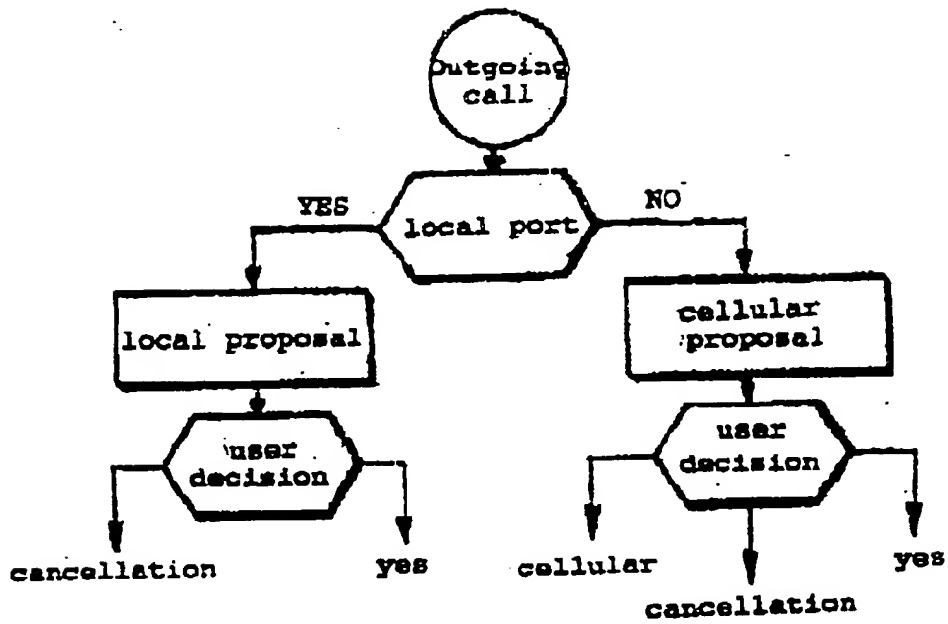 Outgoing
call
YES
NO
local port
local proposal
cellular
proposal
user
decision
user
decision
cancellation
yes
cellular
cancellation
yes